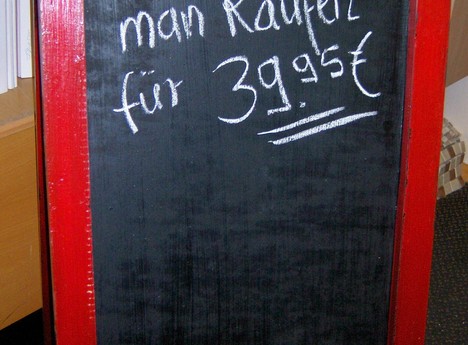 man kaufen
für 39.95€